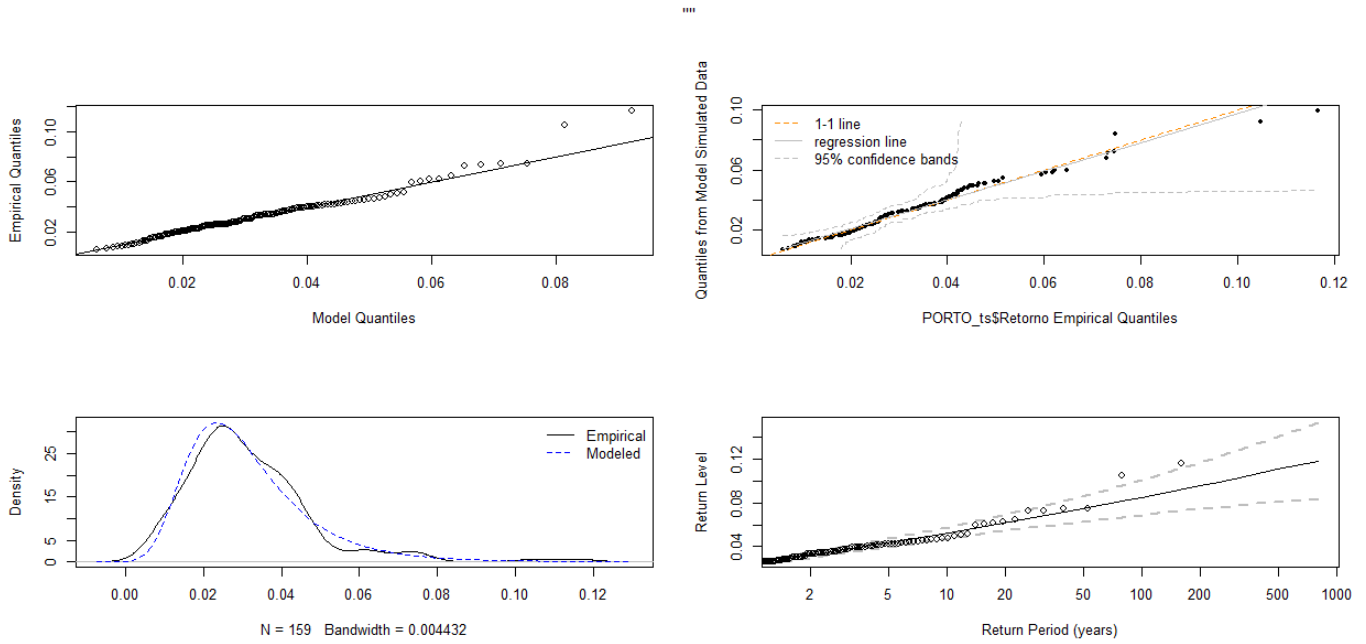 ""
Empirical Quantiles
0.02 0.06 0.10
0.02 0.04 0.06 0.08
Model Quantiles
Quantiles from Model Simulated Data
0.02 0.06 0.10
1-1 line
regression line
95% confidence bands
0.02 0.04 0.06 0.08 0.10 0.12
PORTO_ts$Retorno Empirical Quantiles
Density
0 5 15 25
Empirical
Modeled
0.00 0.02 0.04 0.06 0.08 0.10 0.12
N = 159 Bandwidth = 0.004432
Return Level
0.04 0.08 0.12
2 5 10 20 50 100 200 500 1000
Return Period (years)